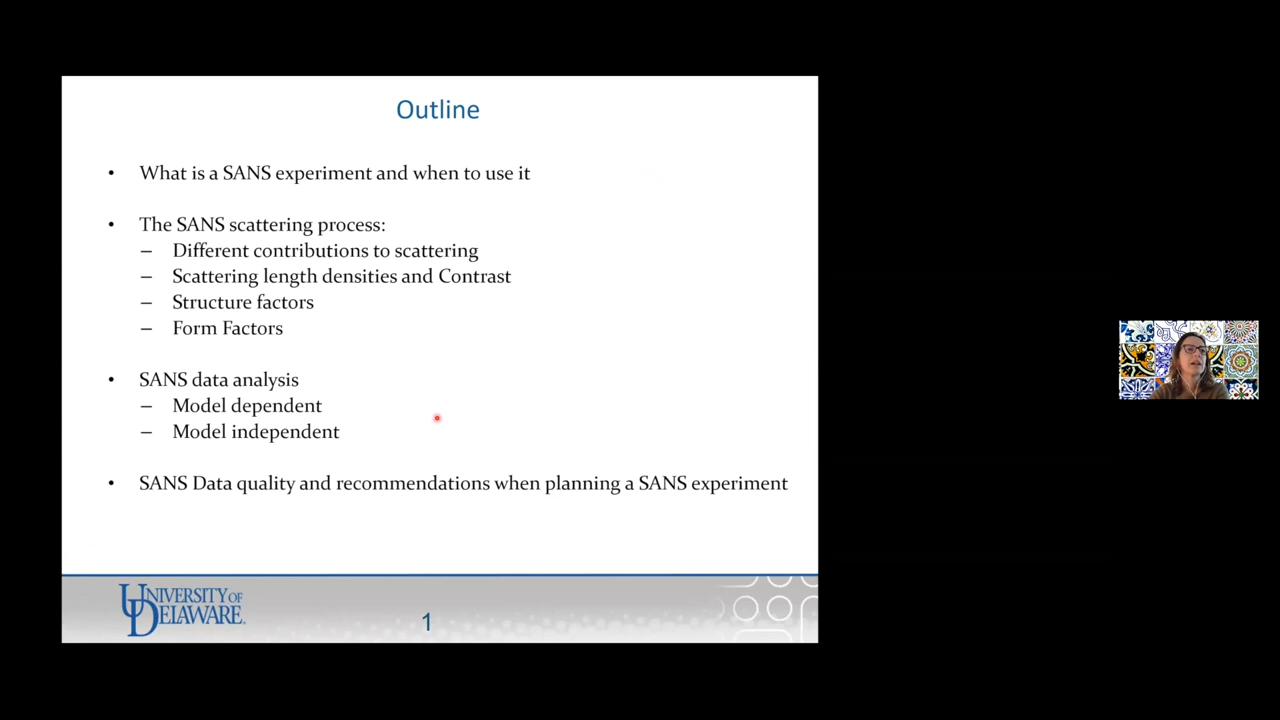 Outline
• What is a SANS experiment and when to use it
• The SANS scattering process:
– Different contributions to scattering
– Scattering length densities and Contrast
– Structure factors
– Form Factors
• SANS data analysis
– Model dependent
– Model independent
• SANS Data quality and recommendations when planning a SANS experiment
UNIVERSITY OF
DELAWARE
1